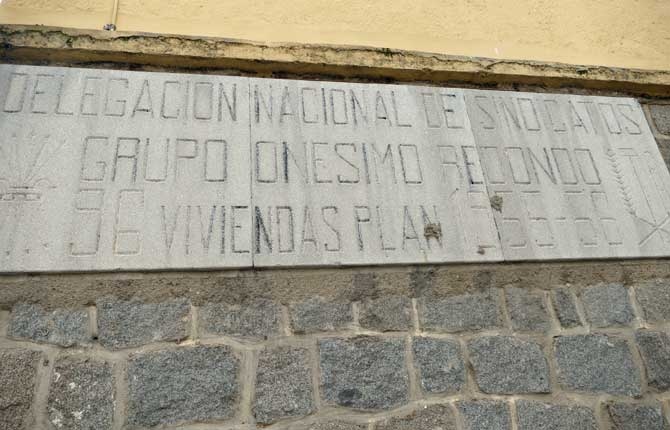 DELEGACION NACIONAL DE SINDICATOS
GRUPO ONESIMO REDONDO
96 VIVIENDAS PLAN